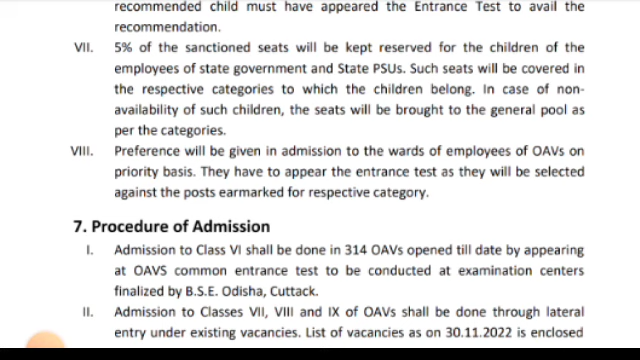 recommended child must have appeared the Entrance Test to avail the
recommendation.
VII. 5% of the sanctioned seats will be kept reserved for the children of the
employees of state government and State PSUs. Such seats will be covered in
the respective categories to which the children belong. In case of non-
availability of such children, the seats will be brought to the general pool as
per the categories.
VIII. Preference will be given in admission to the wards of employees of OAVs on
priority basis. They have to appear the entrance test as they will be selected
against the posts earmarked for respective category.
7. Procedure of Admission
I. Admission to Class VI shall be done in 314 OAVs opened till date by appearing
at OAVS common entrance test to be conducted at examination centers
finalized by B.S.E. Odisha, Cuttack.
II. Admission to Classes VII, VIII and IX of OAVs shall be done through lateral
entry under existing vacancies. List of vacancies as on 30.11.2022 is enclosed